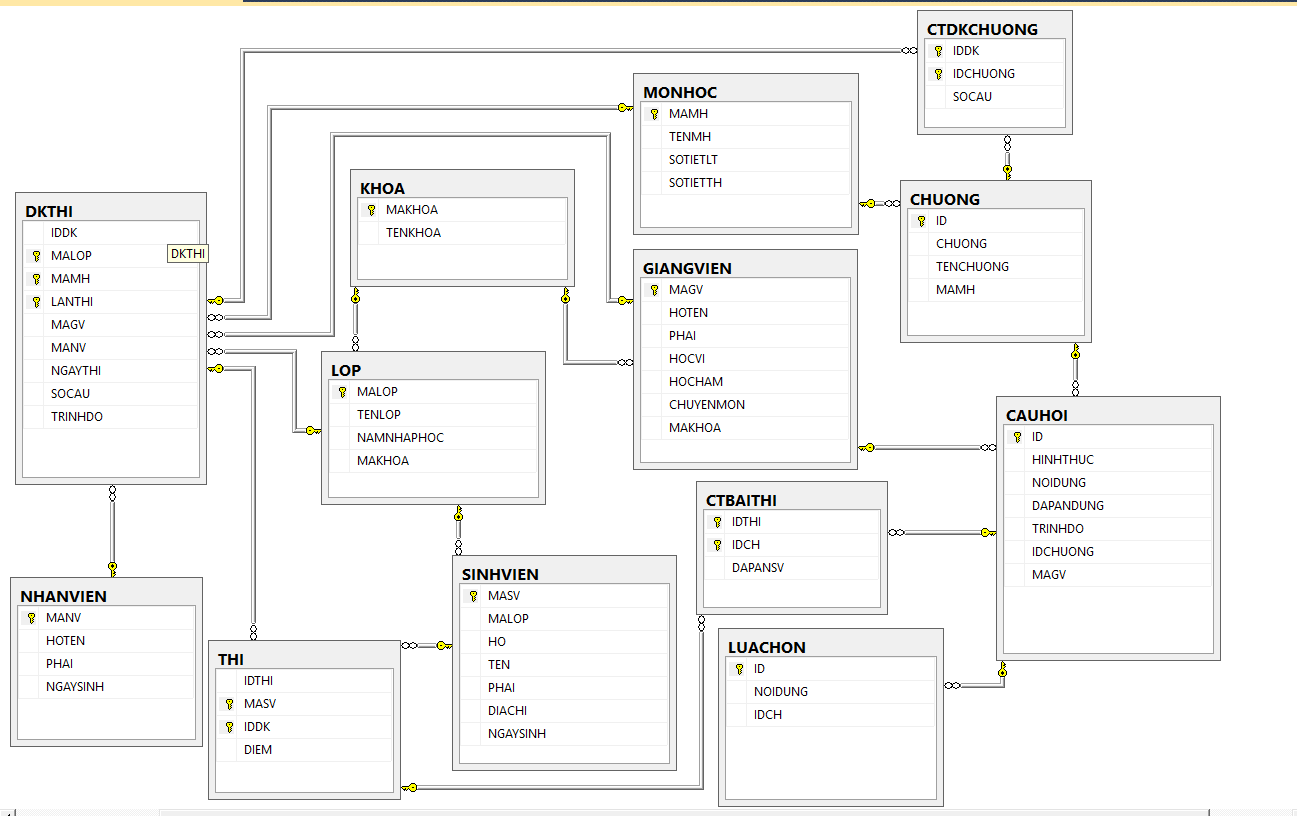 CTDKCHUONG
IDDK
IDCHUONG
SOCAU
MONHOC
MAMH
TENMH
SOTIETLT
SOTIETTH
KHOA
MAKHOA
TENKHOA
CHUONG
ID
CHUONG
TENCHUONG
MAMH
DKTHI
IDDK
MALOP
MAMH
LANTHI
MAGV
MANV
NGAYTHI
SOCAU
TRINHDO
DKTHI
GIANGVIEN
MAGV
HOTEN
PHAI
HOCVI
HOCHAM
CHUYENMON
MAKHOA
LOP
MALOP
TENLOP
NAMNHAPHOC
MAKHOA
CAUHOI
ID
HINHTHUC
NOIDUNG
DAPANDUNG
TRINHDO
IDCHUONG
MAGV
CTBAITHI
IDTHI
IDCH
DAPANSV
SINHVIEN
MASV
MALOP
HO
TEN
PHAI
DIACHI
NGAYSINH
NHANVIEN
MANV
HOTEN
PHAI
NGAYSINH
THI
IDTHI
MASV
IDDK
DIEM
LUACHON
ID
NOIDUNG
IDCH